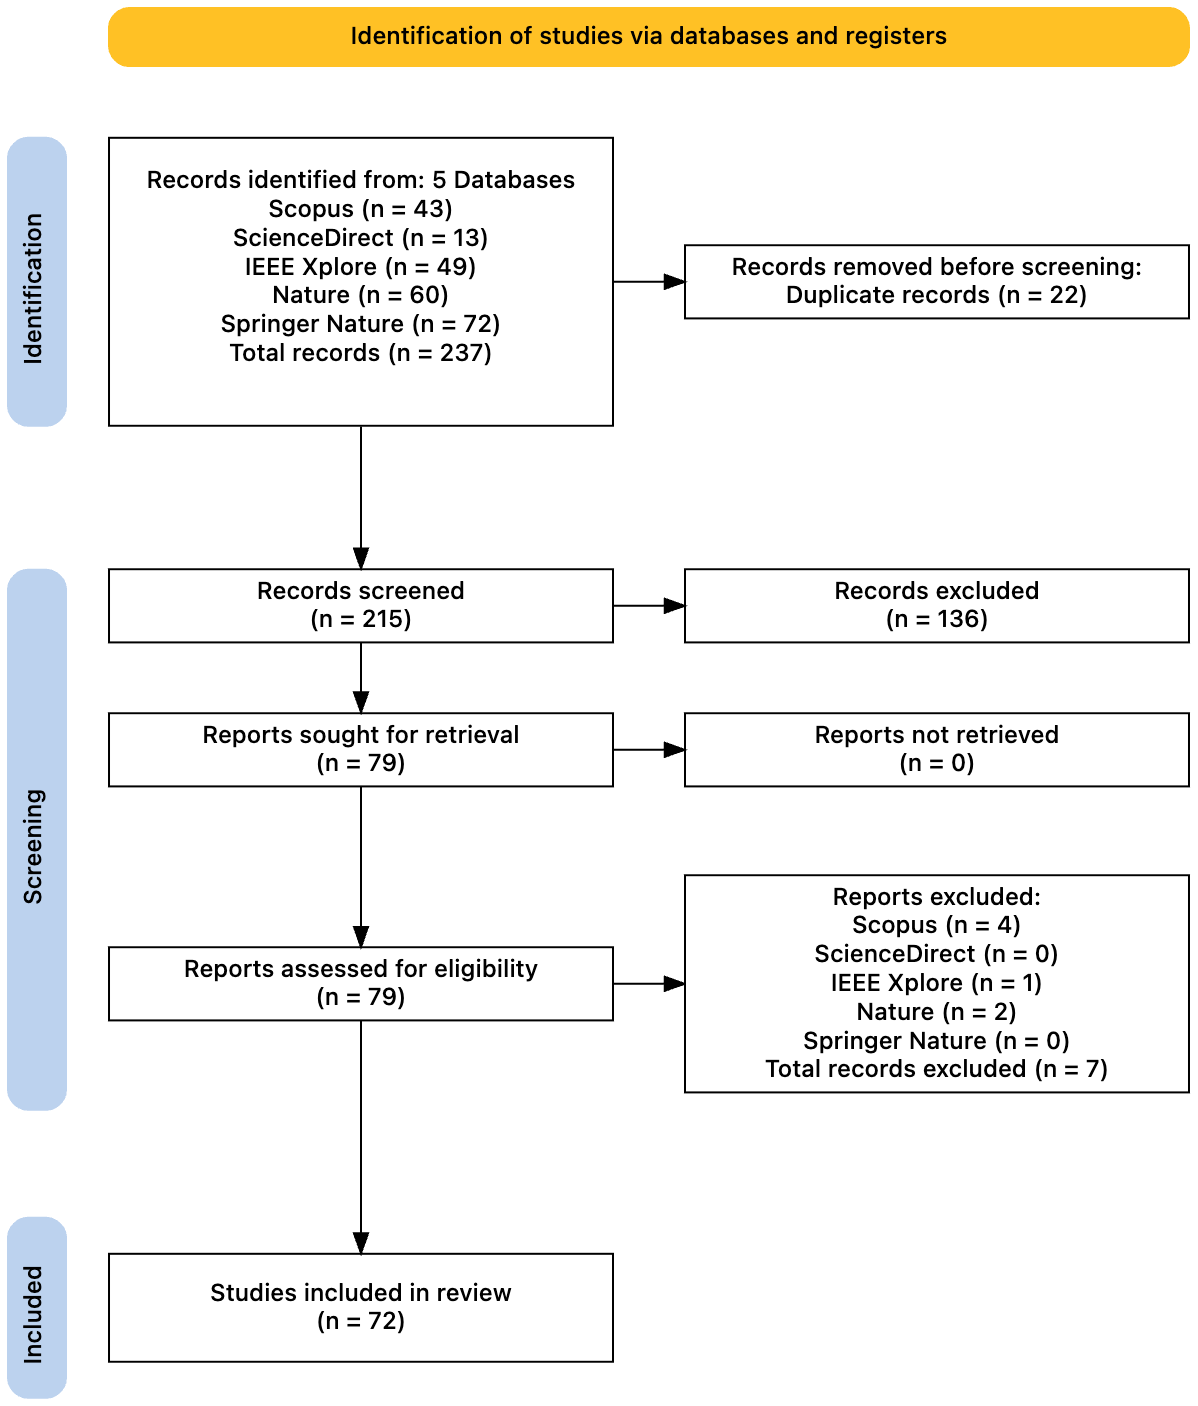 Identification of studies via databases and registers
Identification
Records identified from: 5 Databases
Scopus (n = 43)
ScienceDirect (n = 13)
IEEE Xplore (n = 49)
Nature (n = 60)
Springer Nature (n = 72)
Total records (n = 237)
Records removed before screening:
Duplicate records (n = 22)
Screening
Records screened
(n = 215)
Records excluded
(n = 136)
Reports sought for retrieval
(n = 79)
Reports not retrieved
(n = 0)
Reports assessed for eligibility
(n = 79)
Reports excluded:
Scopus (n = 4)
ScienceDirect (n = 0)
IEEE Xplore (n = 1)
Nature (n = 2)
Springer Nature (n = 0)
Total records excluded (n = 7)
Included
Studies included in review
(n = 72)